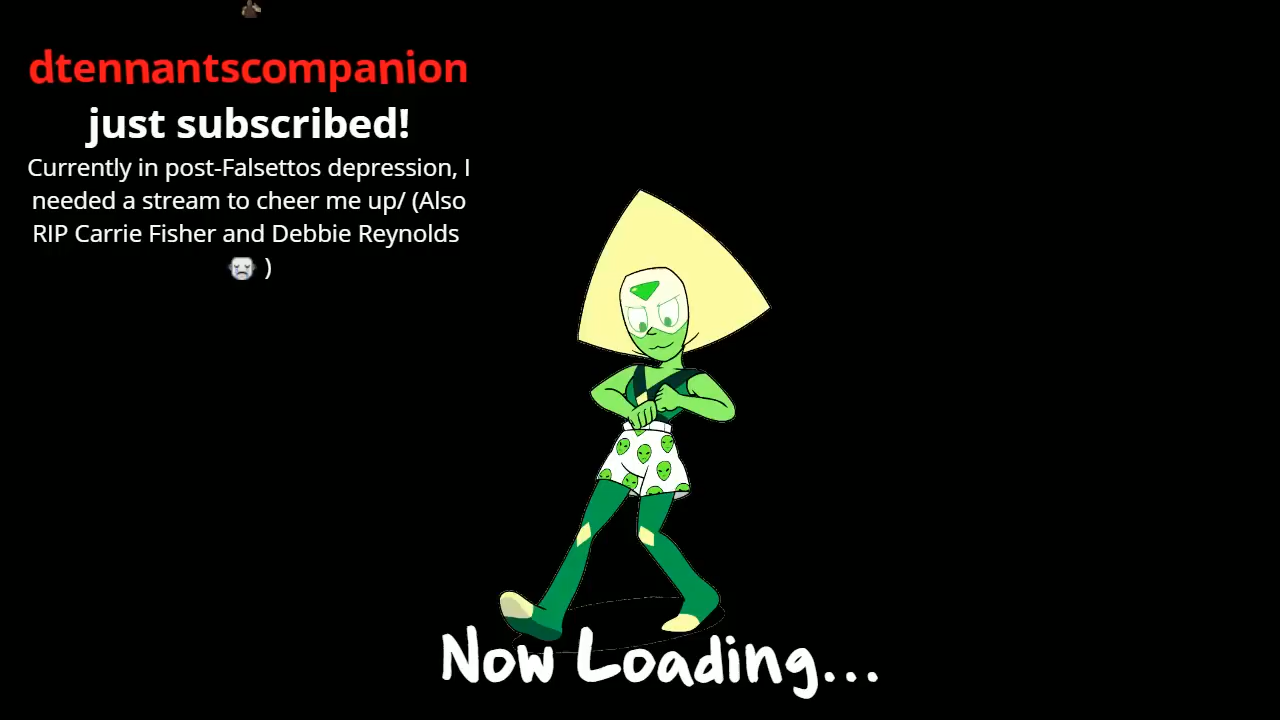 dtennantscompanion
just subscribed!
Currently in post-Falsettos depression, I
needed a stream to cheer me up/ (Also
RIP Carrie Fisher and Debbie Reynolds
)
Now Loading...